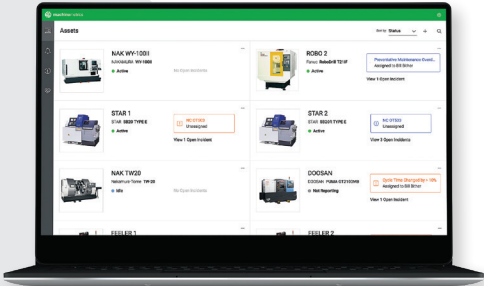 machinemetrics
Assets
Sort by Status
NAK WY-100II
NAKAMURA WY-100II
Active
No Open Incidents
ROBO 2
Fanuc RoboDrill T21iF
Active
Preventative Maintenance Overd...
Assigned to Bill Bither
View 1 Open Incident
STAR 1
STAR SB20 TYPE E
Active
Unassigned
View 1 Open Incident
STAR 2
STAR SB20R TYPE E
Active
Unassigned
View 3 Open Incidents
NAK TW20
Nakamura-Tome TW-20
Idle
No Open Incidents
DOOSAN
DOOSAN PUMA GT2100MB
Not Reporting
Cycle Time Changed by > 10%
Assigned to Bill Bither
View 1 Open Incident
FEELER 1
FEELER 2